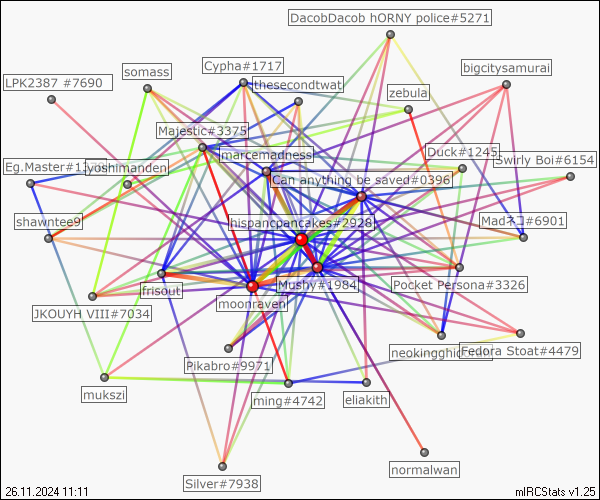 DacobDacob hORNY police#5271
Cypha#1717
somass
bigcitysamurai
LPK2387 #7690
thesecondtwat
zebula
Majestic#3375
marcemadness
Duck#1245
Swirly Boi#6154
Eg.Master#1
yoshimanden
Can anything be saved#0396
shawntee9
hispancpancakes#2928
Madネコ#6901
frisout
Mushy#1984
Pocket Persona#3326
JKOUYH VIII#7034
moonraven
Pikabro#9971
Fedora Stoat#4479
mukszi
ming#4742
eliakith
normalwan
Silver#7938
26.11.2024 11:11
mIRCStats v1.25